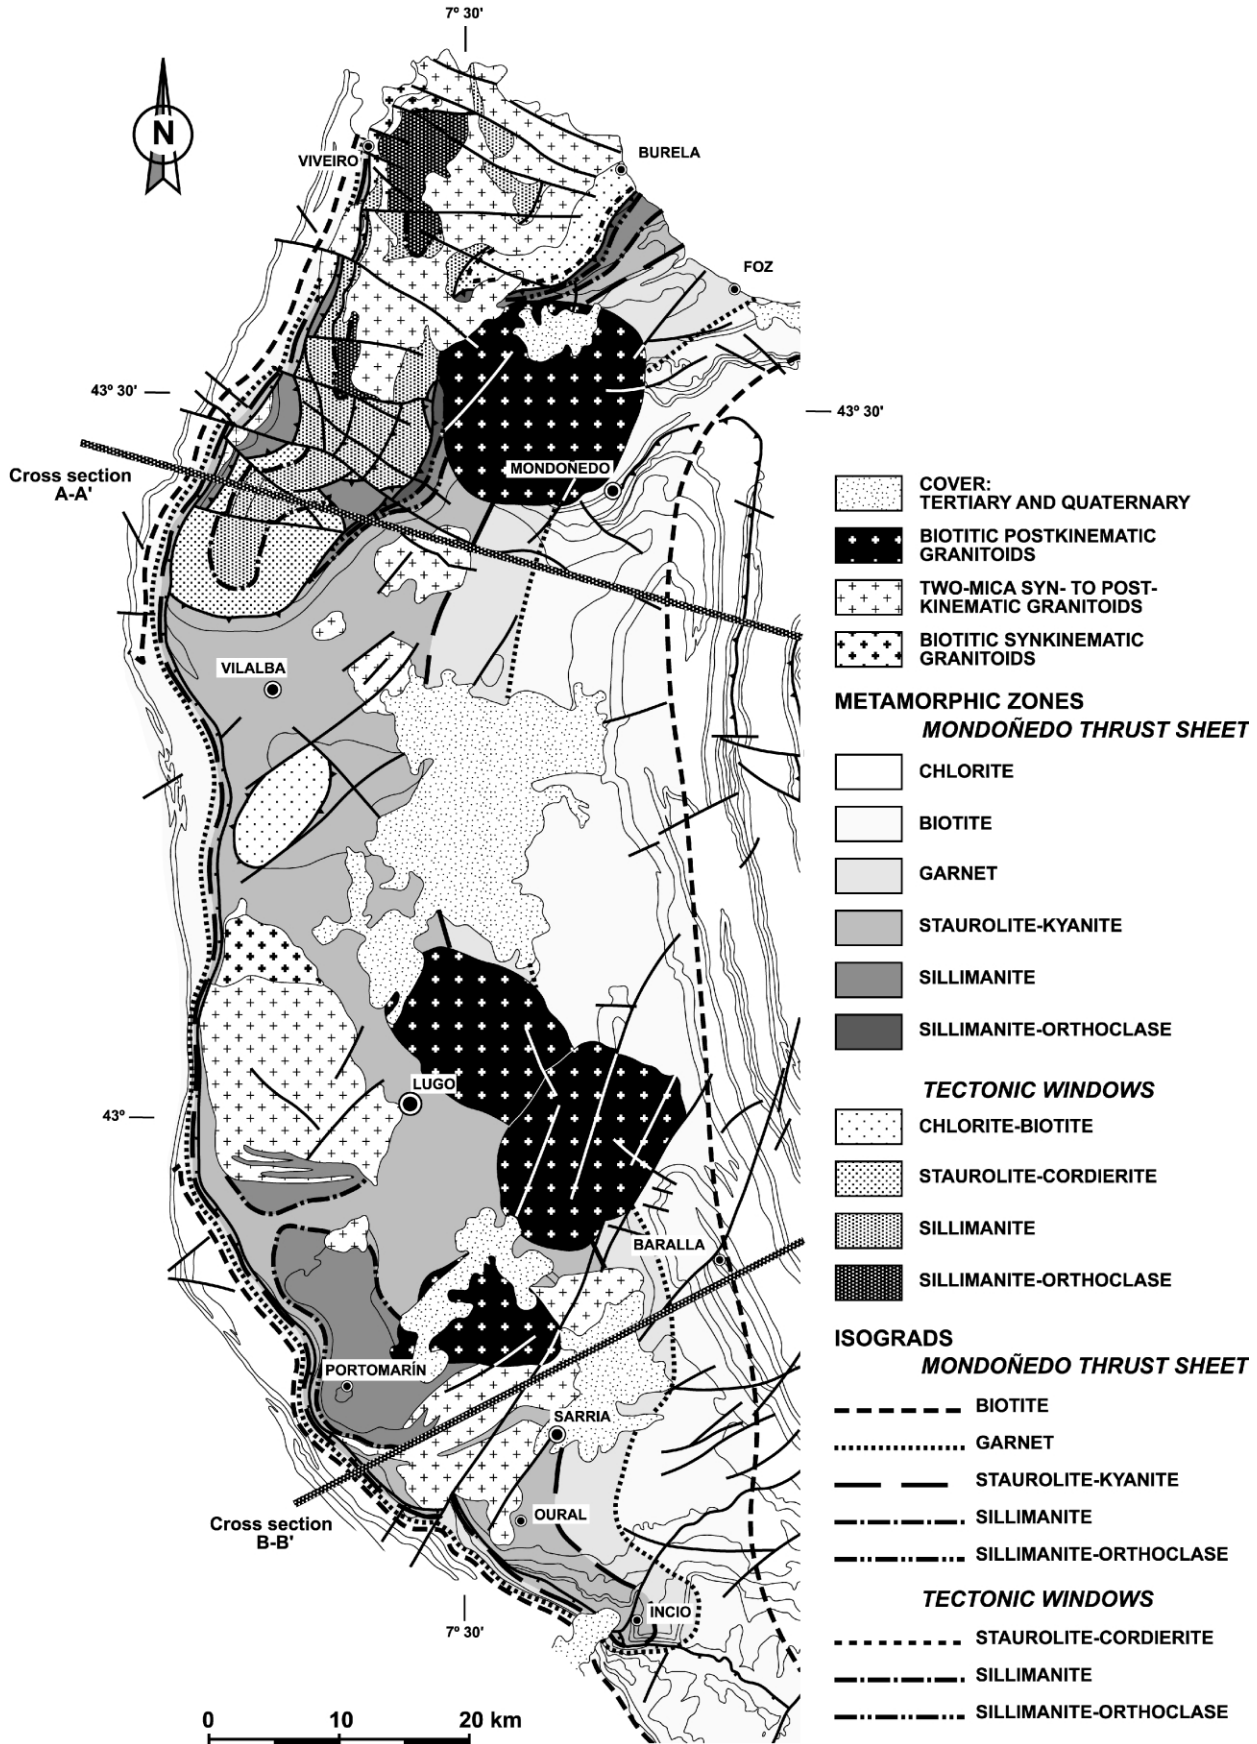 7º 30'
N
VIVEIRO
BURELA
FOZ
43º 30'
43º 30'
Cross section
A-A'
MONDOÑEDO
VILALBA
LUGO
43º
BARALLA
PORTOMARÍN
SARRIA
OURAL
Cross section
B-B'
INCIO
7º 30'
0 10 20 km
COVER:
TERTIARY AND QUATERNARY
BIOTITIC POSTKINEMATIC
GRANITOIDS
TWO-MICA SYN- TO POST-
KINEMATIC GRANITOIDS
BIOTITIC SYNKINEMATIC
GRANITOIDS
METAMORPHIC ZONES
MONDOÑEDO THRUST SHEET
CHLORITE
BIOTITE
GARNET
STAUROLITE-KYANITE
SILLIMANITE
SILLIMANITE-ORTHOCLASE
TECTONIC WINDOWS
CHLORITE-BIOTITE
STAUROLITE-CORDIERITE
SILLIMANITE
SILLIMANITE-ORTHOCLASE
ISOGRADS
MONDOÑEDO THRUST SHEET
BIOTITE
GARNET
STAUROLITE-KYANITE
SILLIMANITE
SILLIMANITE-ORTHOCLASE
TECTONIC WINDOWS
STAUROLITE-CORDIERITE
SILLIMANITE
SILLIMANITE-ORTHOCLASE